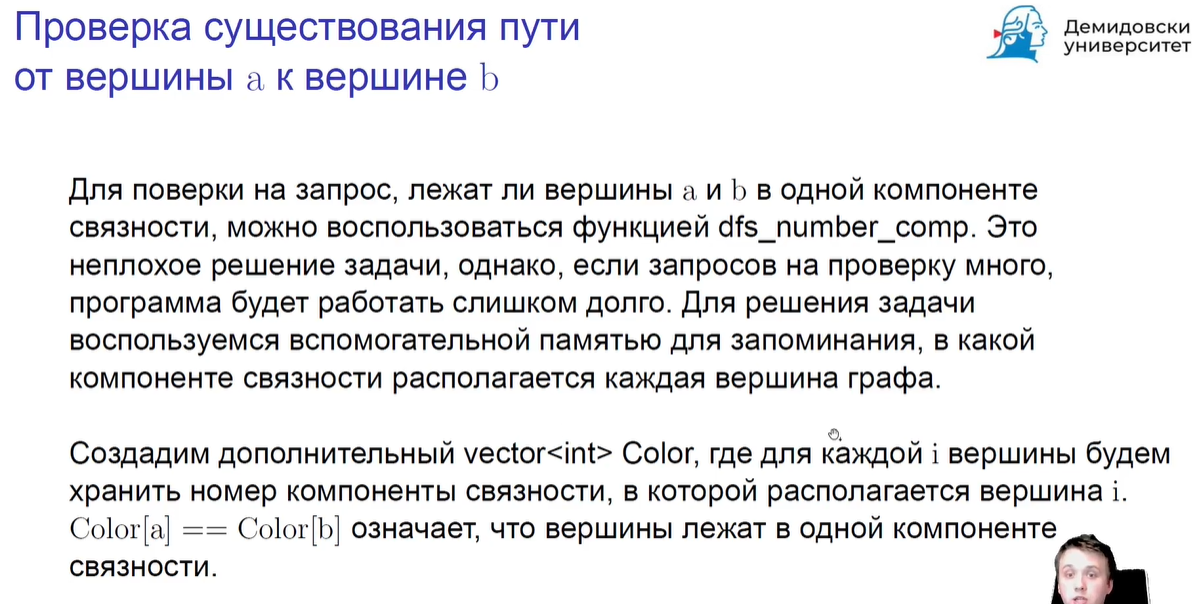 Проверка существования пути
от вершины a к вершине b
Демидовски
университет
Для поверки на запрос, лежат ли вершины a и b в одной компоненте
связности, можно воспользоваться функцией dfs_number_comp. Это
неплохое решение задачи, однако, если запросов на проверку много,
программа будет работать слишком долго. Для решения задачи
воспользуемся вспомогательной памятью для запоминания, в какой
компоненте связности располагается каждая вершина графа.
Создадим дополнительный vector<int> Color, где для каждой i вершины будем
хранить номер компоненты связности, в которой располагается вершина i.
Color[a] == Color[b] означает, что вершины лежат в одной компоненте
связности.